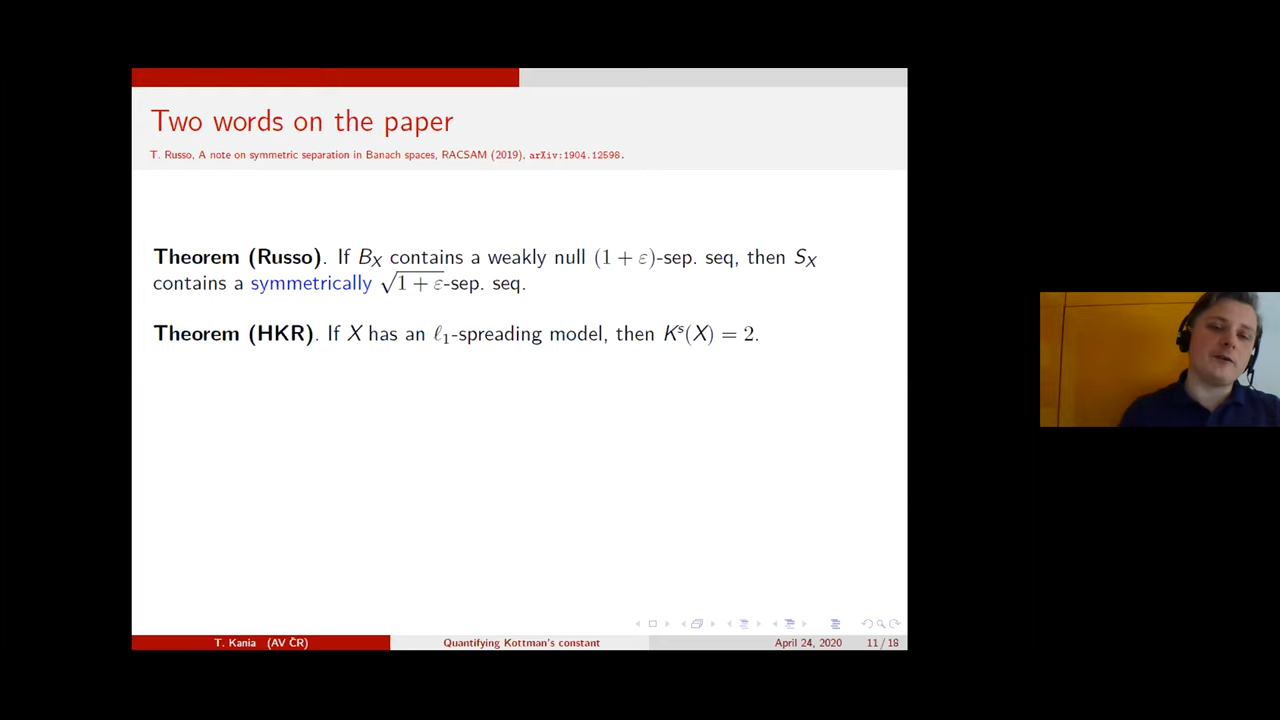 Two words on the paper
T. Russo, A note on symmetric separation in Banach spaces, RACSAM (2019), arXiv:1904.12598.
Theorem (Russo). If B_X contains a weakly null (1 + ε)-sep. seq, then S_X
contains a symmetrically √(1 + ε)-sep. seq.
Theorem (HKR). If X has an ℓ₁-spreading model, then Kˢ(X) = 2.
T. Kania (AV ČR) Quantifying Kottman's constant April 24, 2020 11 / 18